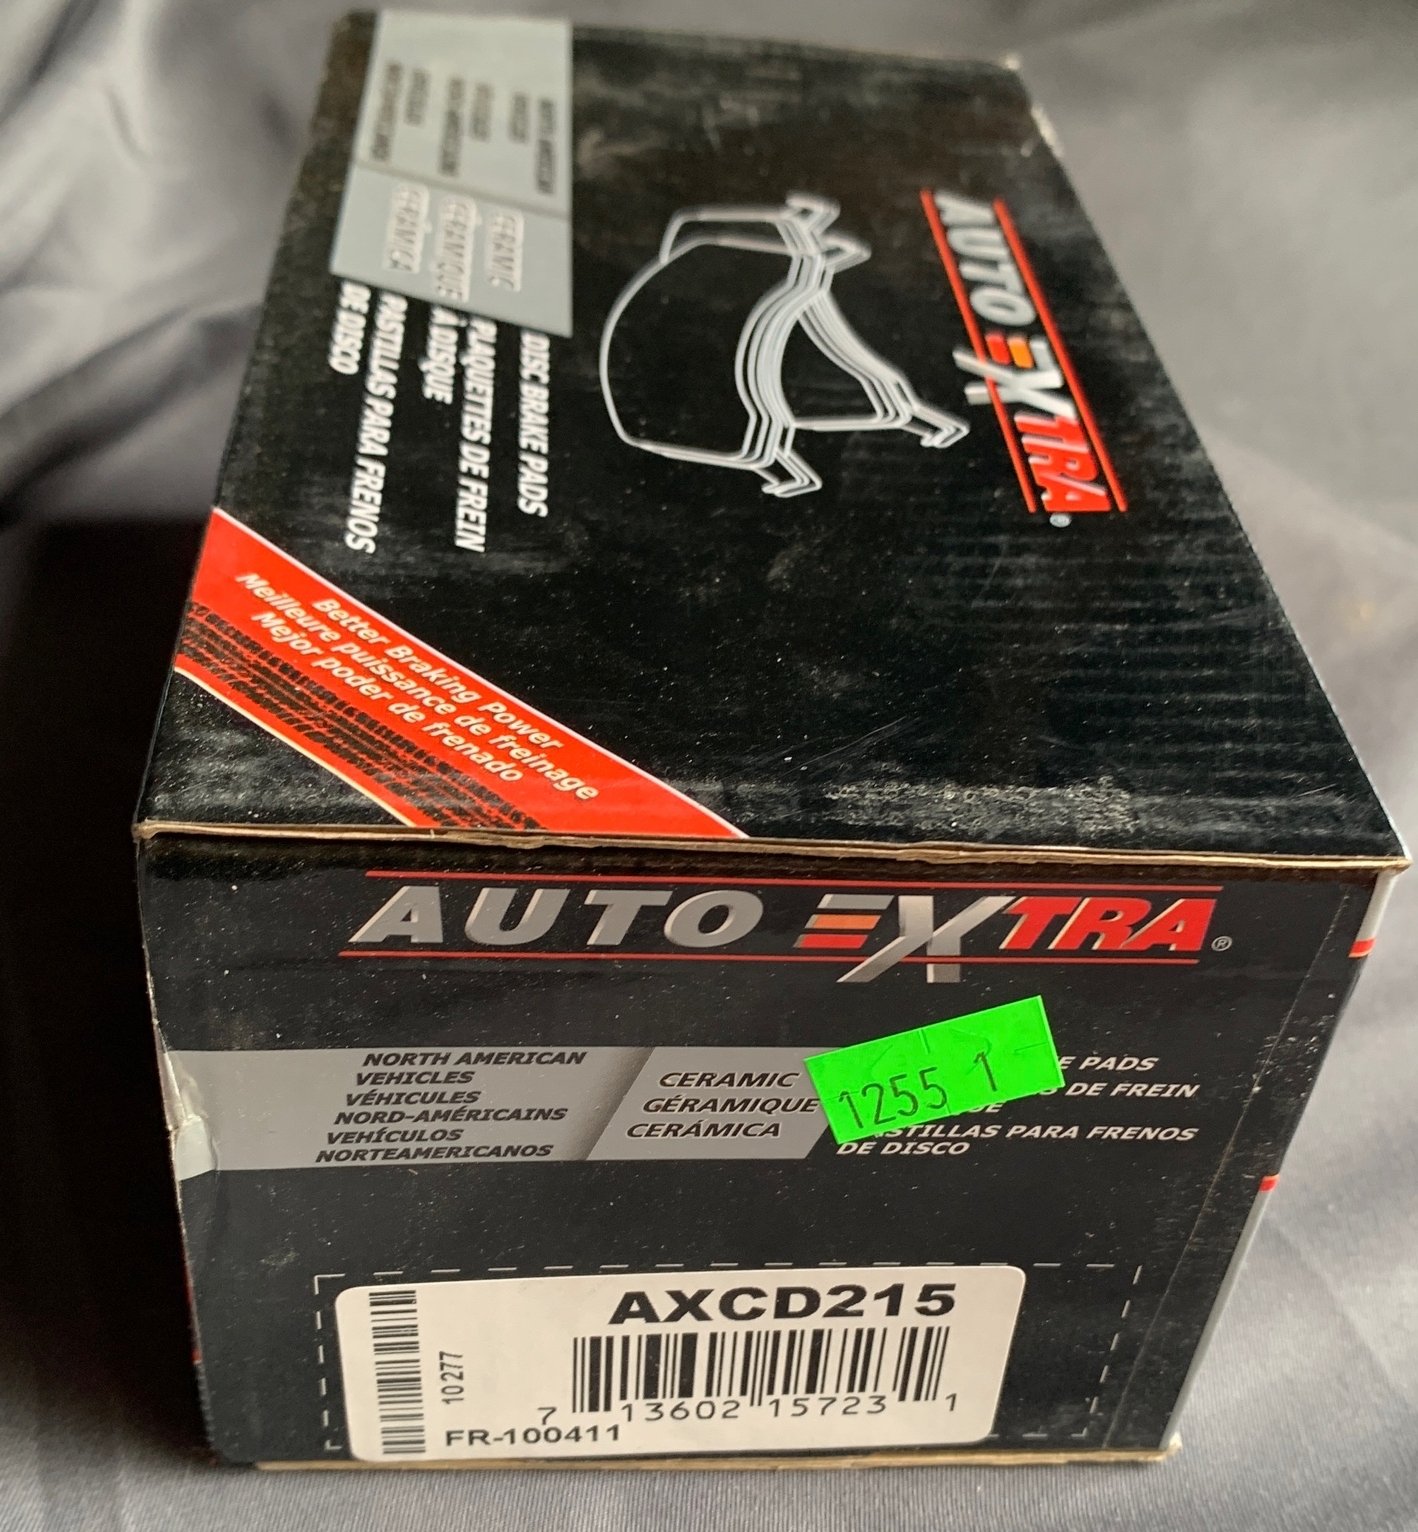 AUTO EXTRA®
CERAMIC
CÉRAMIQUE
CERÁMICA
DISC BRAKE PADS
PLAQUETTES DE FREIN
À DISQUE
PASTILLAS PARA FRENOS
DE DISCO
Better Braking Power
Meilleure puissance de freinage
Mejor poder de frenado
AUTO EXTRA®
NORTH AMERICAN
VEHICLES
VÉHICULES
NORD-AMÉRICAINS
VEHÍCULOS
NORTEAMERICANOS
CERAMIC
GÉRAMIQUE
CERÁMICA
1255 1
E PADS
DE FREIN
UE
STILLAS PARA FRENOS
DE DISCO
AXCD215
10277
7 13602 15723 1
FR-100411